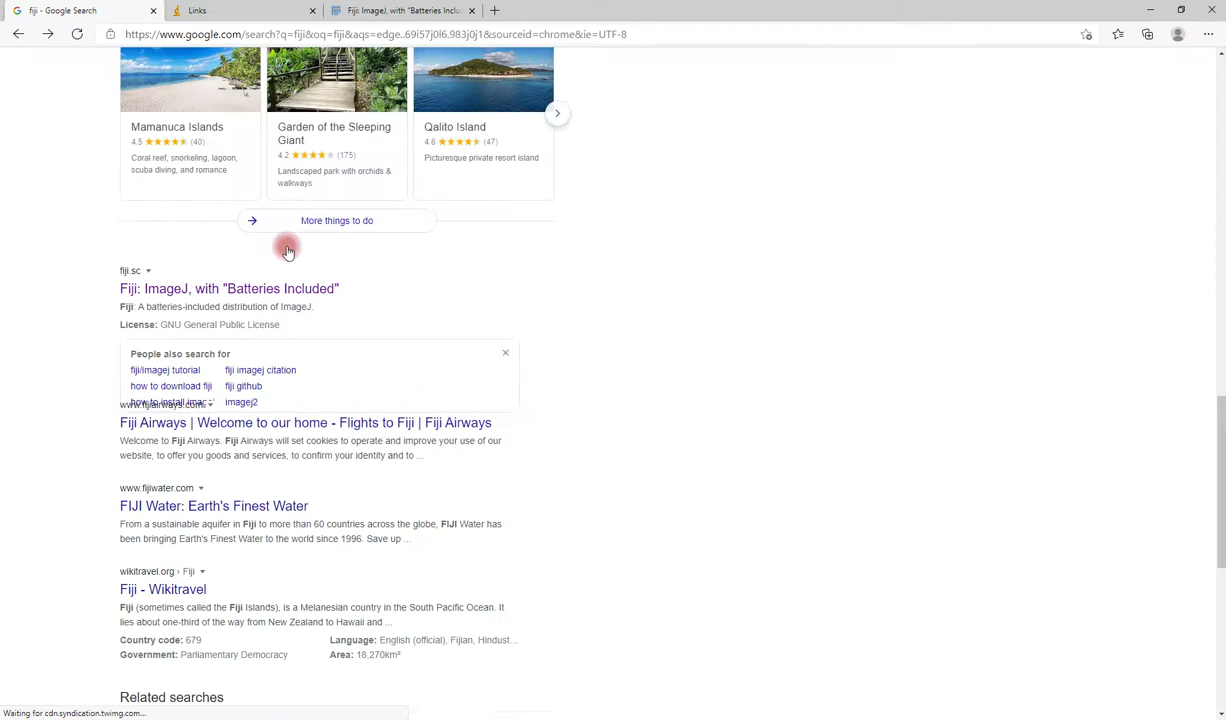 fiji - Google Search
Links
Fiji: ImageJ, with "Batteries Inclu
https://www.google.com/search?q=fiji&oq=fiji&aqs=edge..69i57j0l6.983j0j1&sourceid=chrome&ie=UTF-8
Mamanuca Islands
4.5 (40)
Coral reef, snorkeling, lagoon,
scuba diving, and romance
Garden of the Sleeping
Giant
4.2 (175)
Landscaped park with orchids &
walkways
Qalito Island
4.6 (47)
Picturesque private resort island
More things to do
fiji.sc
Fiji: ImageJ, with "Batteries Included"
Fiji: A batteries-included distribution of ImageJ.
License: GNU General Public License
People also search for
fiji/imagej tutorial fiji imagej citation
how to download fiji fiji github
how to install imagej imagej2
www.fijiairways.com
Fiji Airways | Welcome to our home - Flights to Fiji | Fiji Airways
Welcome to Fiji Airways. Fiji Airways will set cookies to operate and improve your use of our
website, to offer you goods and services, to confirm your identity and to ...
www.fijiwater.com
FIJI Water: Earth's Finest Water
From a sustainable aquifer in Fiji to more than 60 countries across the globe, FIJI Water has
been bringing Earth's Finest Water to the world since 1996. Save up ...
wikitravel.org › Fiji
Fiji - Wikitravel
Fiji (sometimes called the Fiji Islands), is a Melanesian country in the South Pacific Ocean. It
lies about one-third of the way from New Zealand to Hawaii and ...
Country code: 679 Language: English (official), Fijian, Hindust...
Government: Parliamentary Democracy Area: 18,270km²
Related searches
Waiting for cdn.syndication.twimg.com...